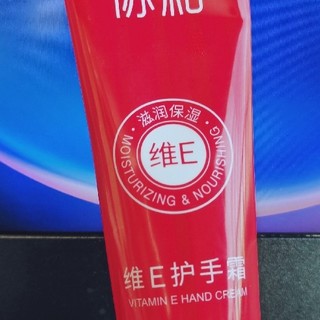 ·滋润保湿·
维E
MOISTURIZING & NOURISHING
维E护手霜
VITAMIN E HAND CREAM